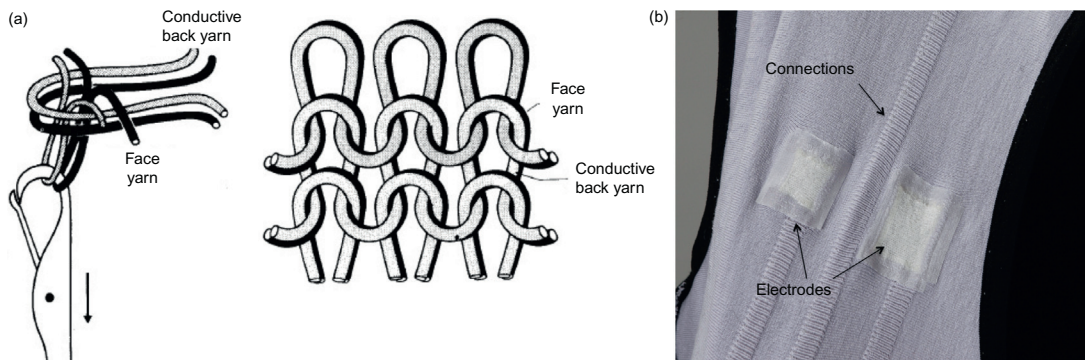 (a)
Conductive
back yarn
Face
yarn
Face
yarn
Conductive
back yarn
(b)
Connections
Electrodes